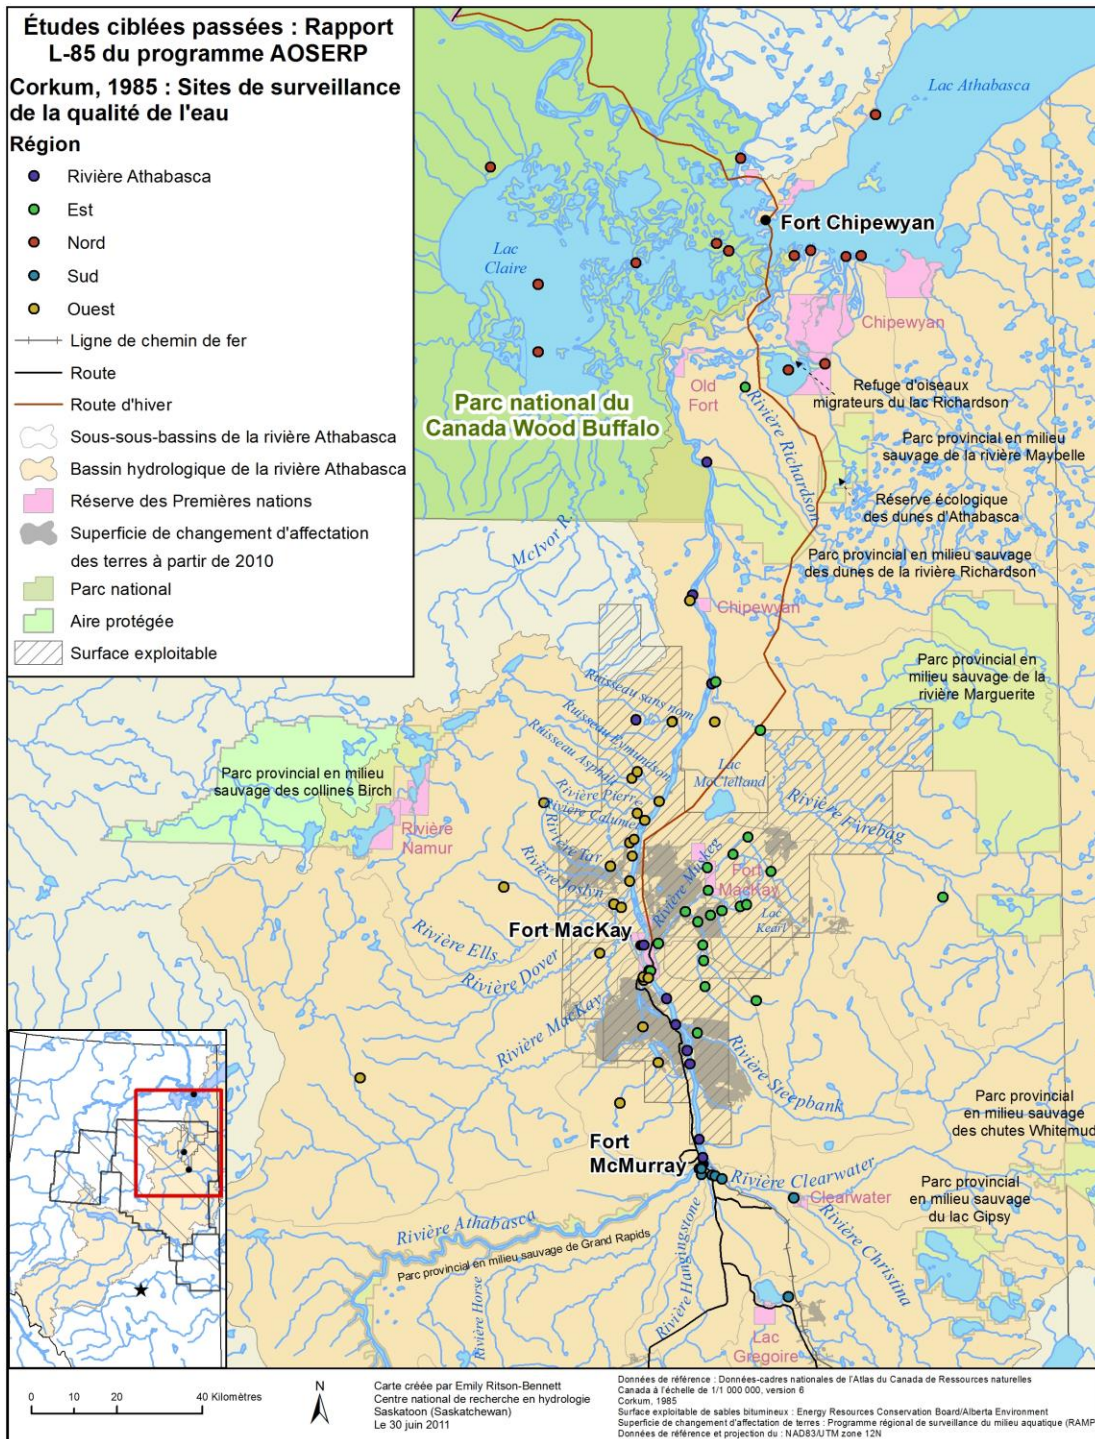 Études ciblées passées : Rapport
L-85 du programme AOSERP
Corkum, 1985 : Sites de surveillance
de la qualité de l'eau
Région
Rivière Athabasca
Est
Nord
Sud
Ouest
Ligne de chemin de fer
Route
Route d'hiver
Sous-sous-bassins de la rivière Athabasca
Bassin hydrologique de la rivière Athabasca
Réserve des Premières nations
Superficie de changement d'affectation
des terres à partir de 2010
Parc national
Aire protégée
Surface exploitable
Lac Athabasca
Fort Chipewyan
Lac
Claire
Chipewyan
Old
Fort
Refuge d'oiseaux
migrateurs du lac Richardson
Parc national du
Canada Wood Buffalo
Rivière Richardson
Parc provincial en milieu
sauvage de la rivière Maybelle
Réserve écologique
des dunes d'Athabasca
McIvor R.
Parc provincial en milieu sauvage
des dunes de la rivière Richardson
Chipewyan
Parc provincial en
milieu sauvage de la
rivière Marguerite
Ruisseau sans nom
Ruisseau Eymundson
Ruisseau Asphalt
Rivière Pierre
Rivière Calumet
Rivière Tar
Rivière Joslyn
Lac
McClelland
Parc provincial en milieu
sauvage des collines Birch
Rivière
Namur
Rivière Firebag
Rivière Muskeg
Fort
MacKay
Lac
Kearl
Fort MacKay
Rivière Ells
Rivière Dover
Rivière MacKay
Rivière Steepbank
Parc provincial
en milieu sauvage
des chutes Whitemud
Fort
McMurray
Rivière Clearwater
Clearwater
Parc provincial
en milieu sauvage
du lac Gipsy
Rivière Athabasca
Parc provincial en milieu sauvage de Grand Rapids
Rivière Hangingstone
Rivière Christina
Rivière Horse
Lac
Gregoire
0 10 20 40 Kilomètres
N
Carte créée par Emily Ritson-Bennett
Centre national de recherche en hydrologie
Saskatoon (Saskatchewan)
Le 30 juin 2011
Données de référence : Données-cadres nationales de l'Atlas du Canada de Ressources naturelles
Canada à l'échelle de 1/1 000 000, version 6
Corkum, 1985
Surface exploitable de sables bitumineux : Energy Resources Conservation Board/Alberta Environment
Superficie de changement d'affectation de terres : Programme régional de surveillance du milieu aquatique (RAMP
Données de référence et projection du : NAD83/UTM zone 12N